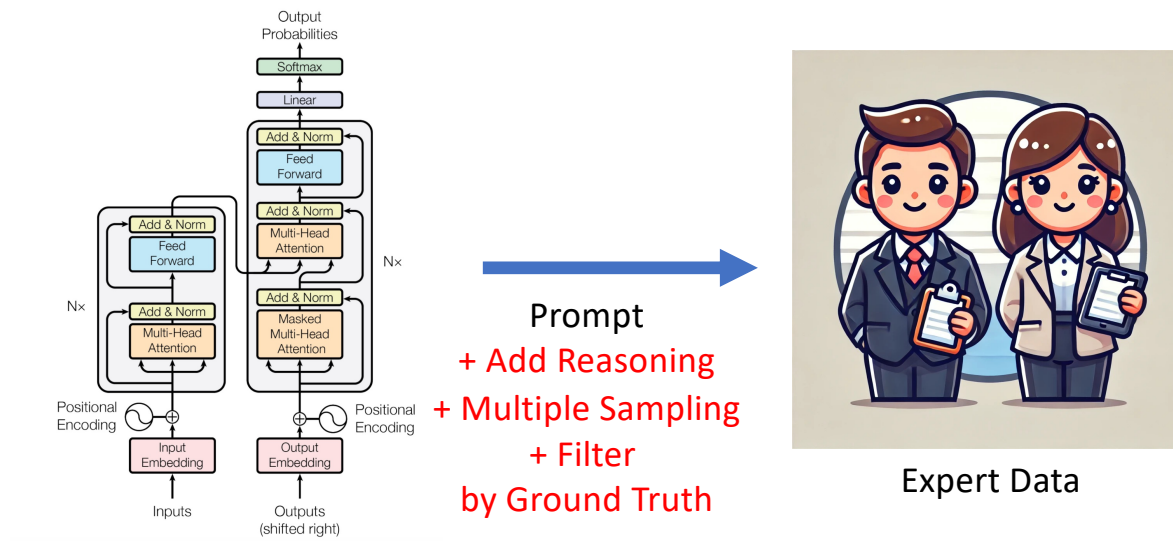 Output
Probabilities
Softmax
Linear
Add & Norm
Feed
Forward
Add & Norm
Multi-Head
Attention
Nx
Add & Norm
Masked
Multi-Head
Attention
Positional
Encoding
Output
Embedding
Outputs
(shifted right)
Add & Norm
Feed
Forward
Nx
Add & Norm
Multi-Head
Attention
Positional
Encoding
Input
Embedding
Inputs
Prompt
+ Add Reasoning
+ Multiple Sampling
+ Filter
by Ground Truth
Expert Data